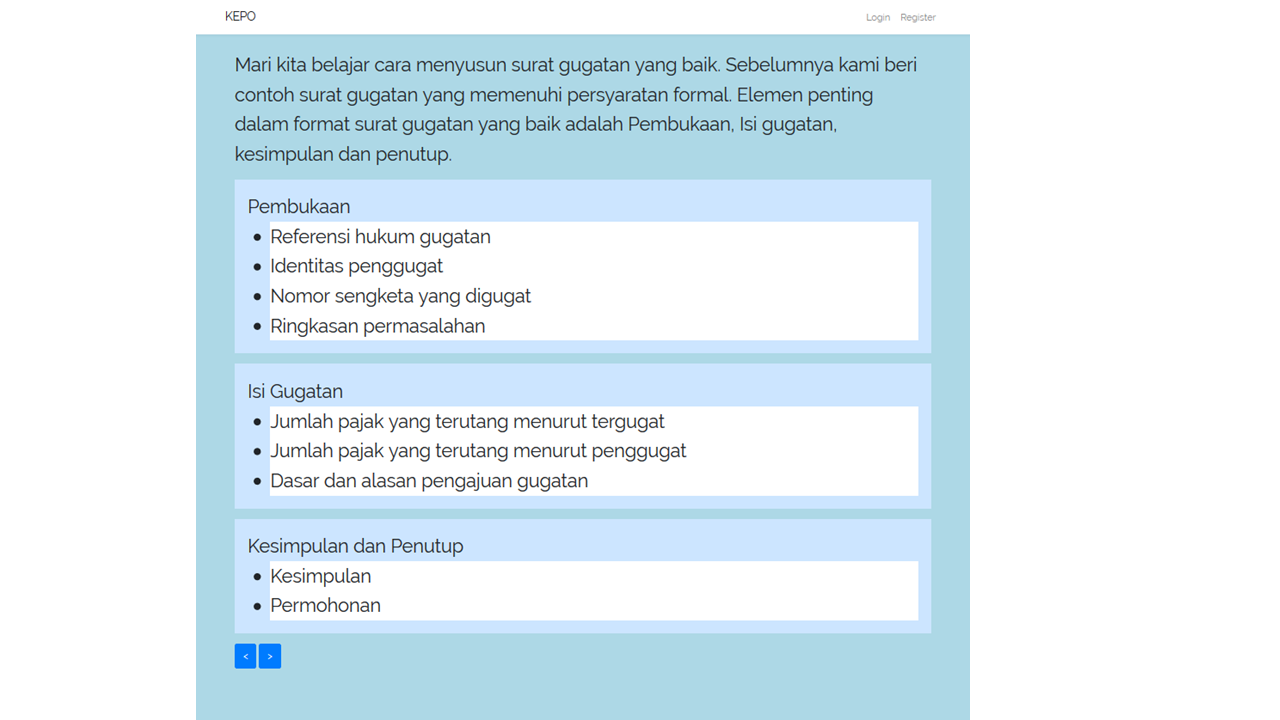 KEPO
Login Register
Mari kita belajar cara menyusun surat gugatan yang baik. Sebelumnya kami beri
contoh surat gugatan yang memenuhi persyaratan formal. Elemen penting
dalam format surat gugatan yang baik adalah Pembukaan, Isi gugatan,
kesimpulan dan penutup.
Pembukaan
• Referensi hukum gugatan
• Identitas penggugat
• Nomor sengketa yang digugat
• Ringkasan permasalahan
Isi Gugatan
• Jumlah pajak yang terutang menurut tergugat
• Jumlah pajak yang terutang menurut penggugat
• Dasar dan alasan pengajuan gugatan
Kesimpulan dan Penutup
• Kesimpulan
• Permohonan
< >